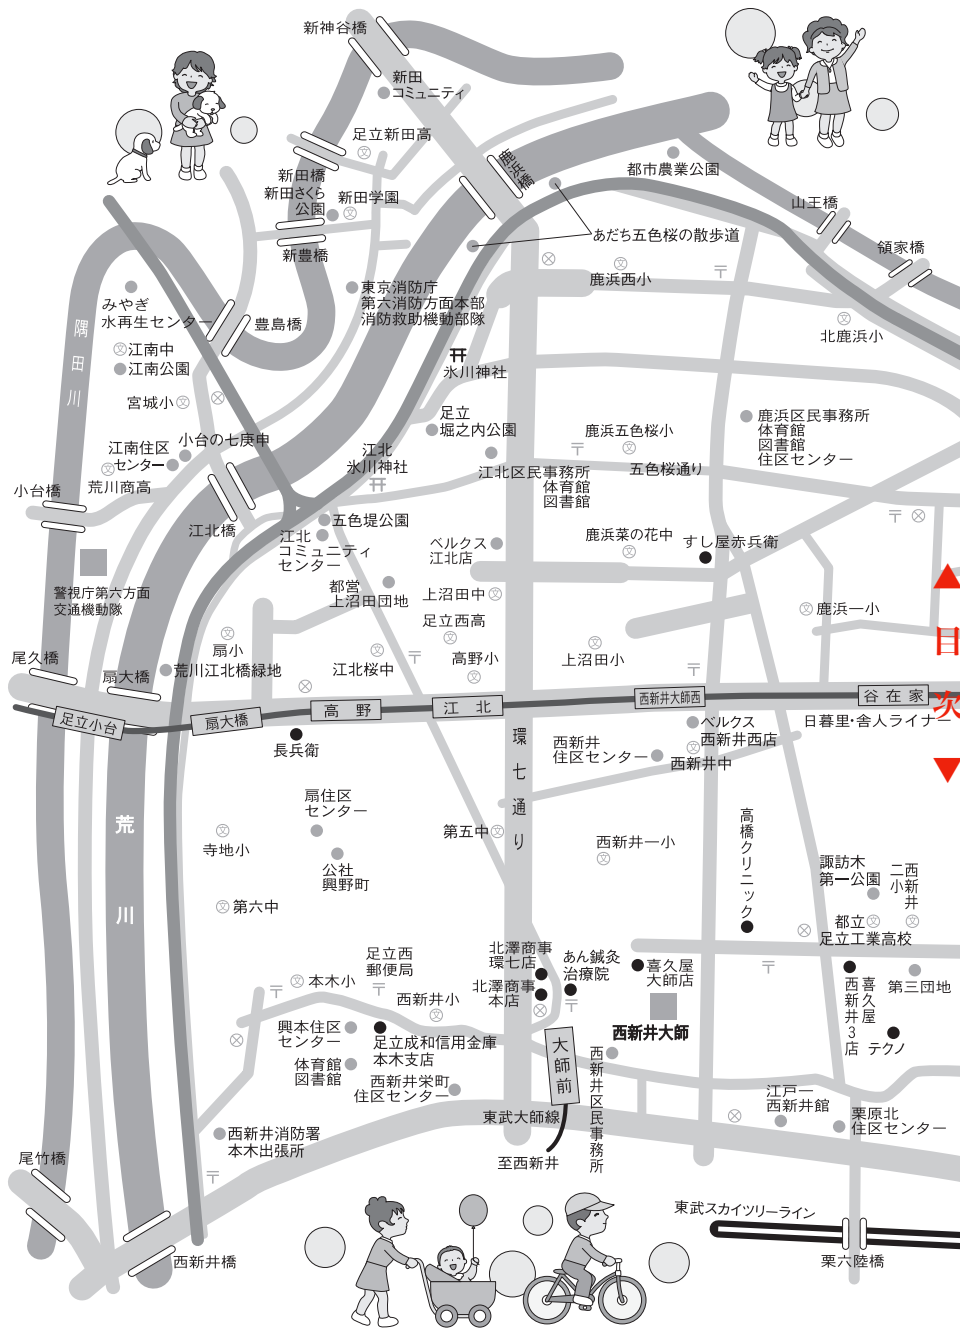 新神谷橋
新田
コミュニティ
足立新田高
文
鹿浜橋
都市農業公園
新田橋
新田さくら
公園
新田学園
文
山王橋
新豊橋
あだち五色桜の散歩道
領家橋
文
鹿浜西小
〒
みやぎ
水再生センター
東京消防庁
第六消防方面本部
消防救助機動部隊
豊島橋
隅田川
文
北鹿浜小
文江南中
江南公園
氷川神社
宮城小文
足立
堀之内公園
鹿浜五色桜小
文
〒
鹿浜区民事務所
体育館
図書館
住区センター
小台の七庚申
江南住区
センター
文
荒川商高
江北
氷川神社
江北区民事務所
体育館
図書館
五色桜通り
小台橋
江北橋
五色堤公園
江北
コミュニティ
センター
ベルクス
江北店
鹿浜菜の花中
文
すし屋赤兵衛
〒
警視庁第六方面
交通機動隊
都営
上沼田団地
上沼田中文
文鹿浜一小
足立西高
文
文
扇小
文
江北桜中
〒
高野小
文
文
上沼田小
〒
目次
尾久橋
扇大橋
荒川江北橋緑地
足立小台
扇大橋
高野
江北
西新井大師西
谷在家
日暮里・舎人ライナー
長兵衛
環七通り
西新井
住区センター
ベルクス
西新井西店
文
西新井中
荒川
扇住区
センター
文
寺地小
公社
興野町
第五中文
西新井一小
文
高橋クリニック
諏訪木
第一公園
西新井
二小
文
文第六中
都立文
足立工業高校
足立西
郵便局
〒
北澤商事
環七店
北澤商事
本店
あん鍼灸
治療院
〒
喜久屋
大師店
〒
喜久屋
西新井3店
第三団地
文本木小
〒
西新井小
文
西新井大師
テクノ
興本住区
センター
足立成和信用金庫
本木支店
大師前
西新井区民事務所
体育館
図書館
西新井栄町
住区センター
江戸一
西新井館
栗原北
住区センター
東武大師線
西新井消防署
本木出張所
至西新井
尾竹橋
〒
西新井橋
東武スカイツリーライン
栗六陸橋